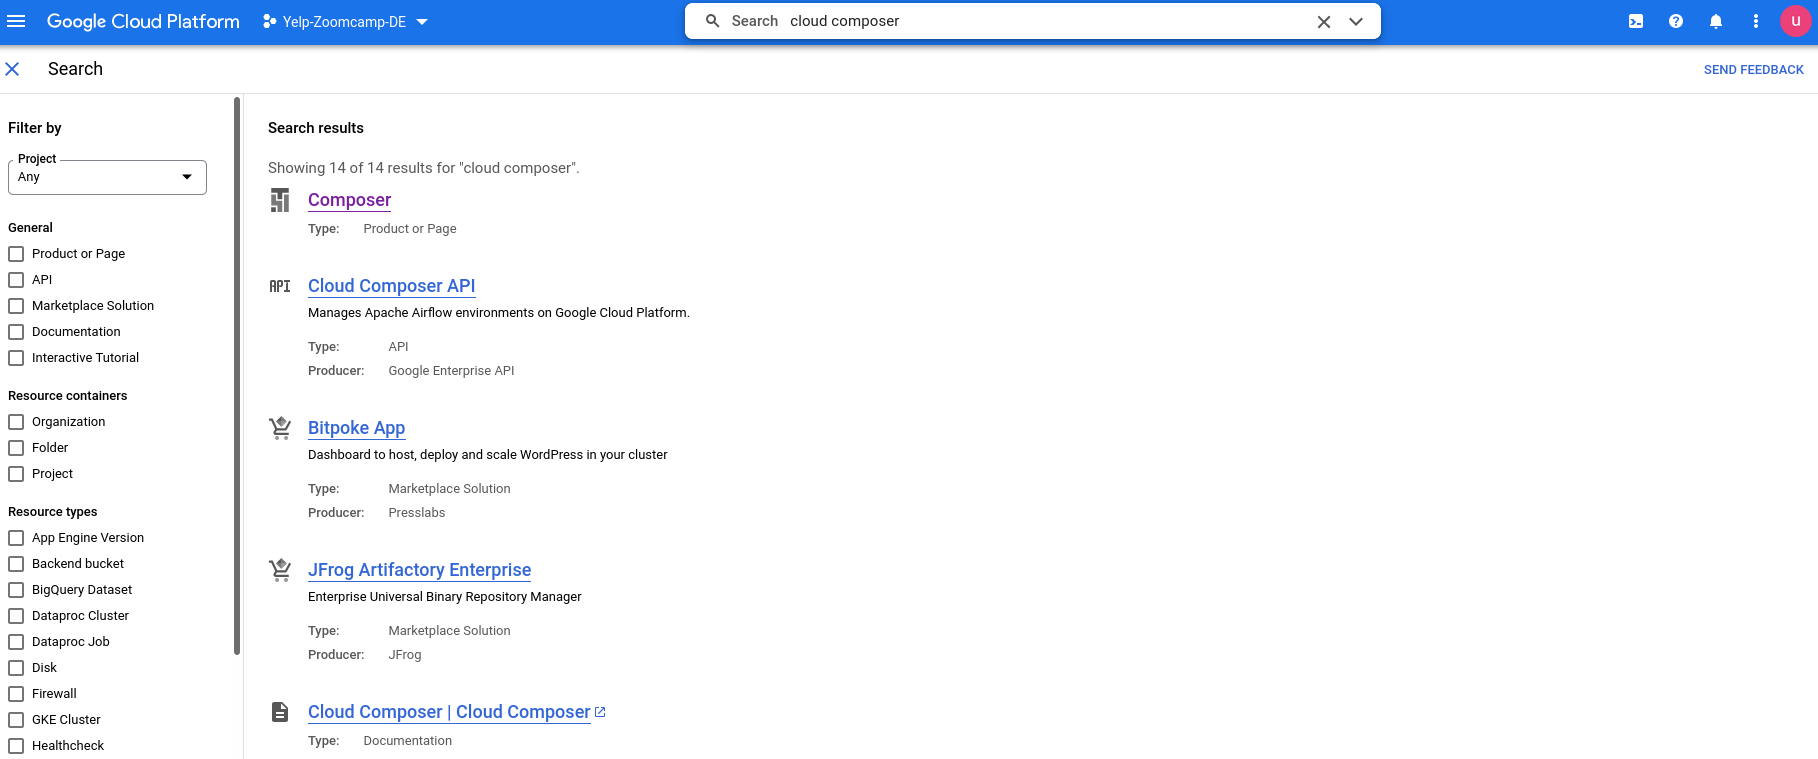 Google Cloud Platform
Yelp-Zoomcamp-DE
Search cloud composer
u
Search
SEND FEEDBACK
Filter by
Project
Any
General
Product or Page
API
Marketplace Solution
Documentation
Interactive Tutorial
Resource containers
Organization
Folder
Project
Resource types
App Engine Version
Backend bucket
BigQuery Dataset
Dataproc Cluster
Dataproc Job
Disk
Firewall
GKE Cluster
Healthcheck
Search results
Showing 14 of 14 results for "cloud composer".
Composer
Type: Product or Page
API Cloud Composer API
Manages Apache Airflow environments on Google Cloud Platform.
Type: API
Producer: Google Enterprise API
Bitpoke App
Dashboard to host, deploy and scale WordPress in your cluster
Type: Marketplace Solution
Producer: Presslabs
JFrog Artifactory Enterprise
Enterprise Universal Binary Repository Manager
Type: Marketplace Solution
Producer: JFrog
Cloud Composer | Cloud Composer
Type: Documentation